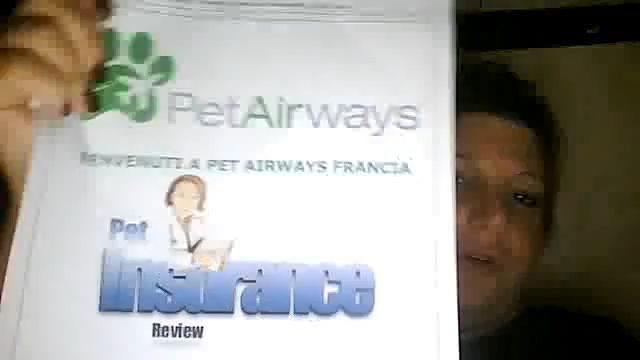 PetAirways
BENVENUTI A PET AIRWAYS FRANCIA
Pet
Insurance
Review